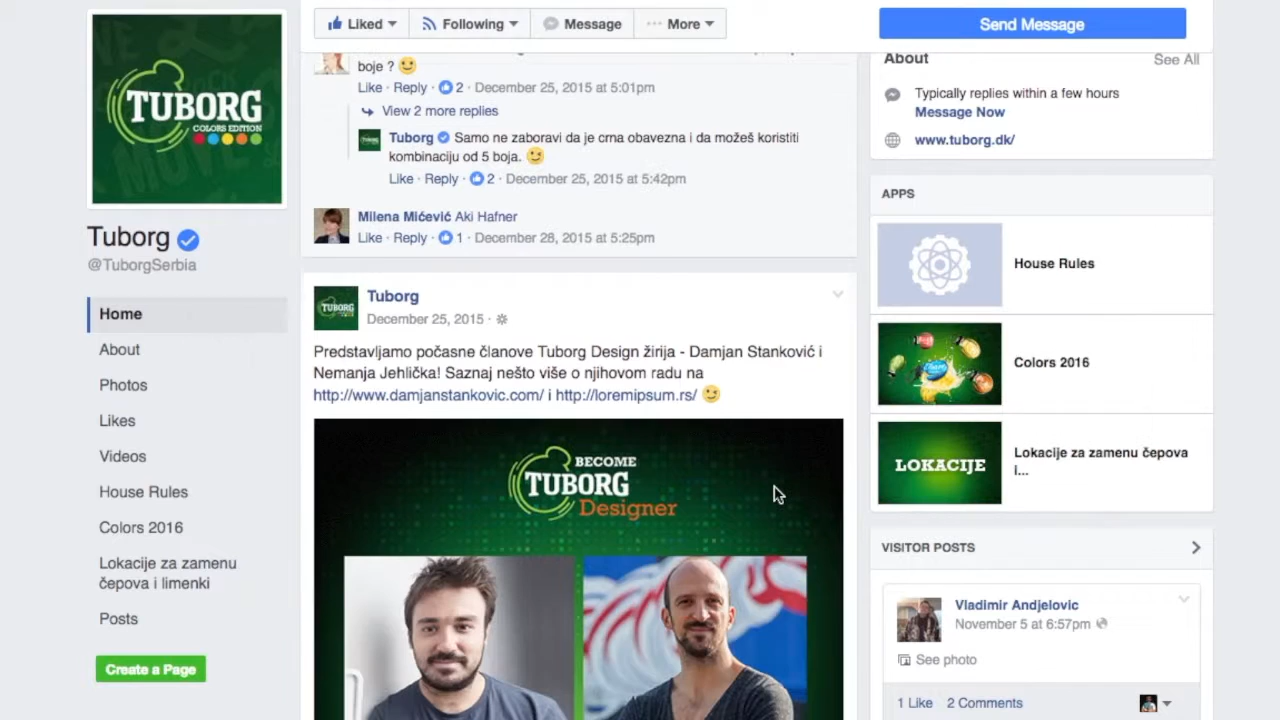 Liked
Following
Message
More
Send Message
TUBORG
COLORS EDITION
Tuborg
@TuborgSerbia
Home
About
Photos
Likes
Videos
House Rules
Colors 2016
Lokacije za zamenu
čepova i limenki
Posts
Create a Page
boje ?
Like · Reply · 2 · December 25, 2015 at 5:01pm
View 2 more replies
Tuborg Samo ne zaboravi da je crna obavezna i da možeš koristiti
kombinaciju od 5 boja.
Like · Reply · 2 · December 25, 2015 at 5:42pm
Milena Mićević Aki Hafner
Like · Reply · 1 · December 28, 2015 at 5:25pm
TUBORG
Tuborg
December 25, 2015 ·
Predstavljamo počasne članove Tuborg Design žirija - Damjan Stanković i
Nemanja Jehlička! Saznaj nešto više o njihovom radu na
http://www.damjanstankovic.com/ i http://loremipsum.rs/
BECOME
TUBORG
Designer
About
See All
Typically replies within a few hours
Message Now
www.tuborg.dk/
APPS
House Rules
Colors 2016
LOKACIJE
Lokacije za zamenu čepova
i...
VISITOR POSTS
Vladimir Andjelovic
November 5 at 6:57pm
See photo
1 Like 2 Comments